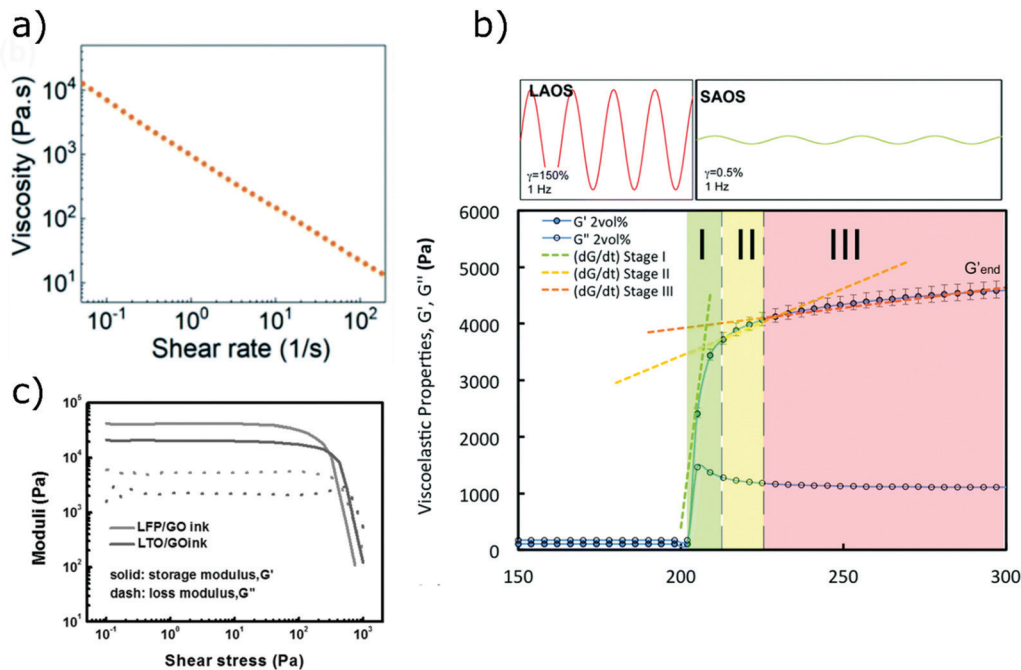 a)
Viscosity (Pa.s)
10⁴
10³
10²
10¹
10⁻¹
10⁰
10¹
10²
Shear rate (1/s)
b)
LAOS
γ=150%
1 Hz
SAOS
γ=0.5%
1 Hz
Viscoelastic Properties, G', G'' (Pa)
6000
5000
4000
3000
2000
1000
0
G' 2vol%
G" 2vol%
(dG/dt) Stage I
(dG/dt) Stage II
(dG/dt) Stage III
I
II
III
G'end
150
200
250
300
c)
Moduli (Pa)
10⁵
10⁴
10³
10²
10¹
LFP/GO ink
LTO/GOink
solid: storage modulus,G'
dash: loss modulus,G"
10⁻¹
10⁰
10¹
10²
10³
Shear stress (Pa)